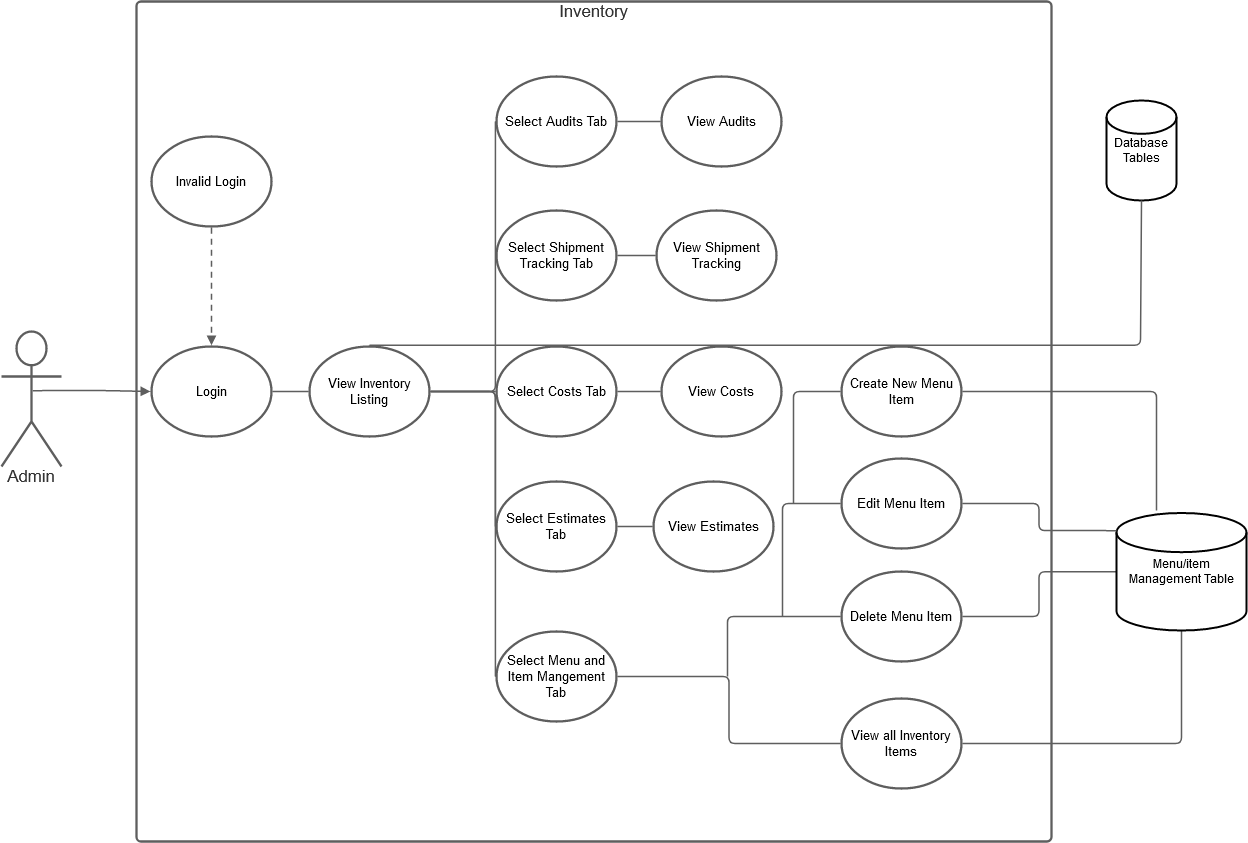 Inventory
Select Audits Tab
View Audits
Database
Tables
Invalid Login
Select Shipment
Tracking Tab
View Shipment
Tracking
Login
View Inventory
Listing
Select Costs Tab
View Costs
Create New Menu
Item
Admin
Select Estimates
Tab
View Estimates
Edit Menu Item
Menu/item
Management Table
Delete Menu Item
Select Menu and
Item Mangement
Tab
View all Inventory
Items